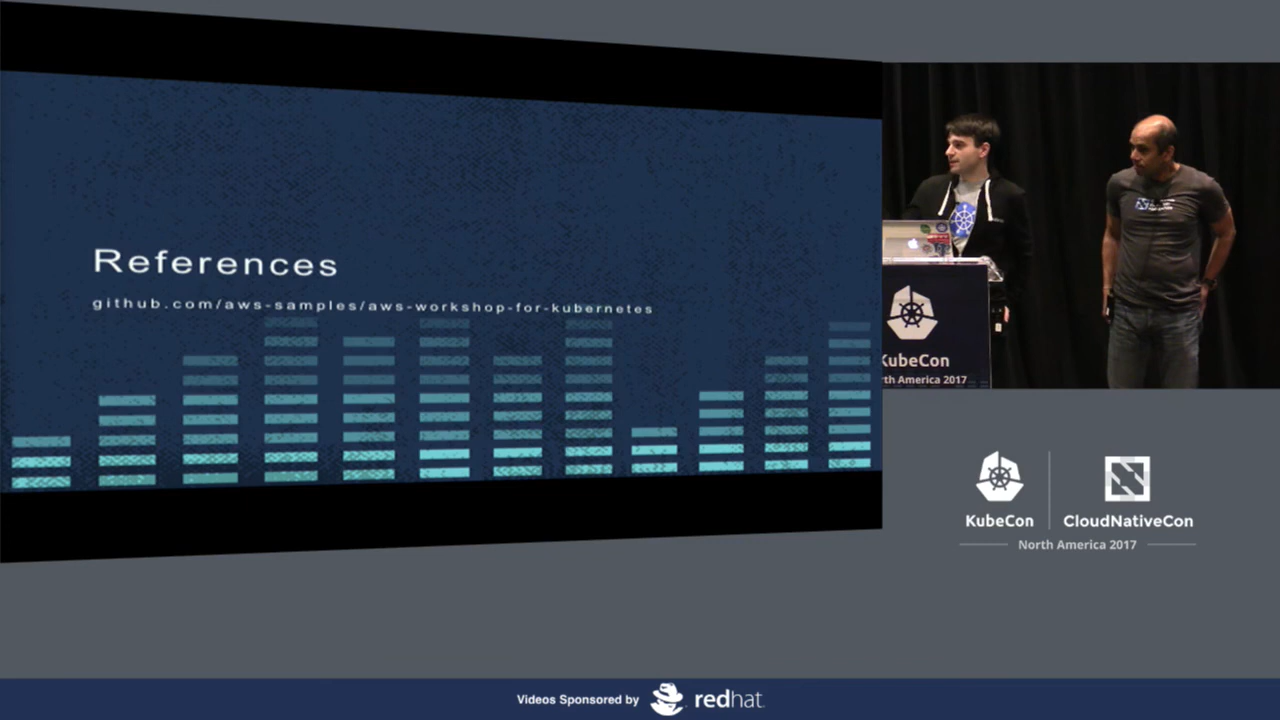 References
github.com/aws-samples/aws-workshop-for-kubernetes
KubeCon
rth America 2017
KubeCon
CloudNativeCon
North America 2017
Videos Sponsored by
redhat.